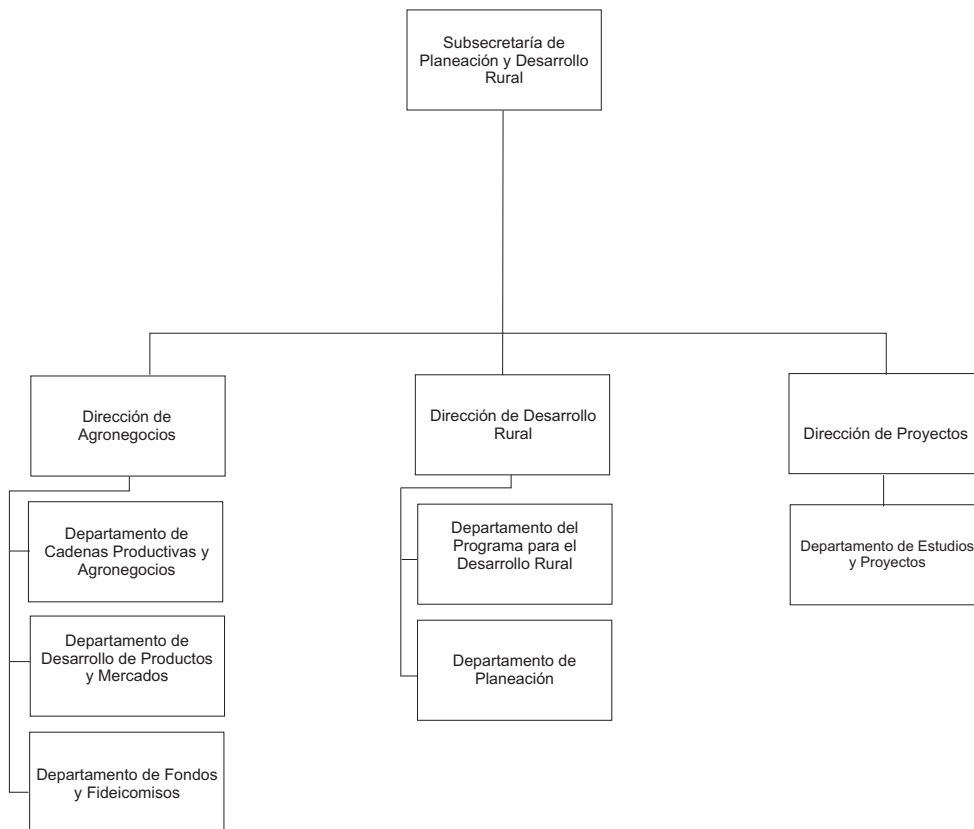 Subsecretaría de
Planeación y Desarrollo
Rural
Dirección de
Agronegocios
Dirección de Desarrollo
Rural
Dirección de Proyectos
Departamento de
Cadenas Productivas y
Agronegocios
Departamento del
Programa para el
Desarrollo Rural
Departamento de Estudios
y Proyectos
Departamento de
Desarrollo de Productos
y Mercados
Departamento de
Planeación
Departamento de Fondos
y Fideicomisos